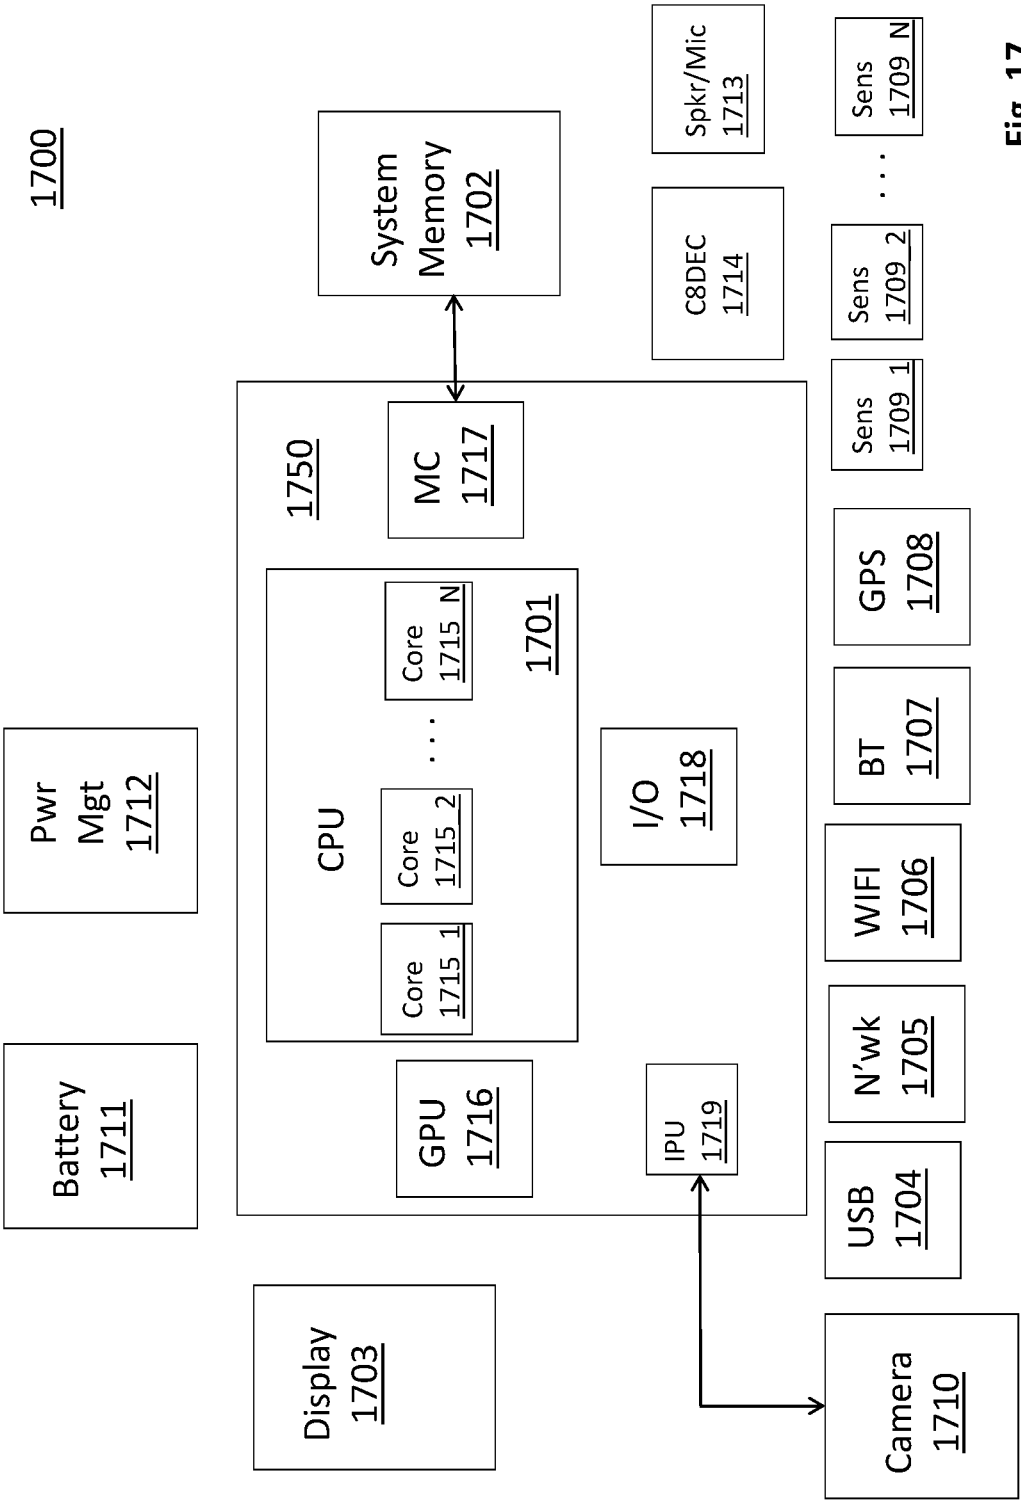 1700
Battery
1711
Pwr
Mgt
1712
Display
1703
1750
CPU
Core
1715_1
Core
1715_2
. . .
Core
1715_N
1701
GPU
1716
MC
1717
System
Memory
1702
IPU
1719
I/O
1718
C8DEC
1714
Spkr/Mic
1713
Camera
1710
USB
1704
N'wk
1705
WIFI
1706
BT
1707
GPS
1708
Sens
1709_1
Sens
1709_2
. . .
Sens
1709_N
Fig. 17